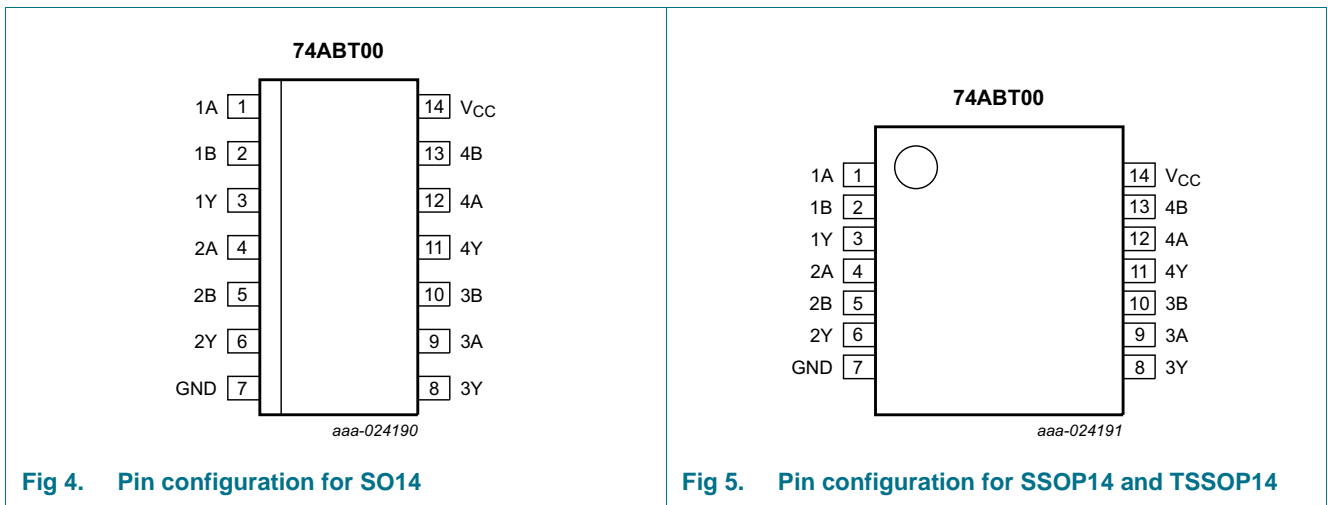 74ABT00
1A 1 14 VCC
1B 2 13 4B
1Y 3 12 4A
2A 4 11 4Y
2B 5 10 3B
2Y 6 9 3A
GND 7 8 3Y
aaa-024190
Fig 4. Pin configuration for SO14
74ABT00
1A 1 14 VCC
1B 2 13 4B
1Y 3 12 4A
2A 4 11 4Y
2B 5 10 3B
2Y 6 9 3A
GND 7 8 3Y
aaa-024191
Fig 5. Pin configuration for SSOP14 and TSSOP14